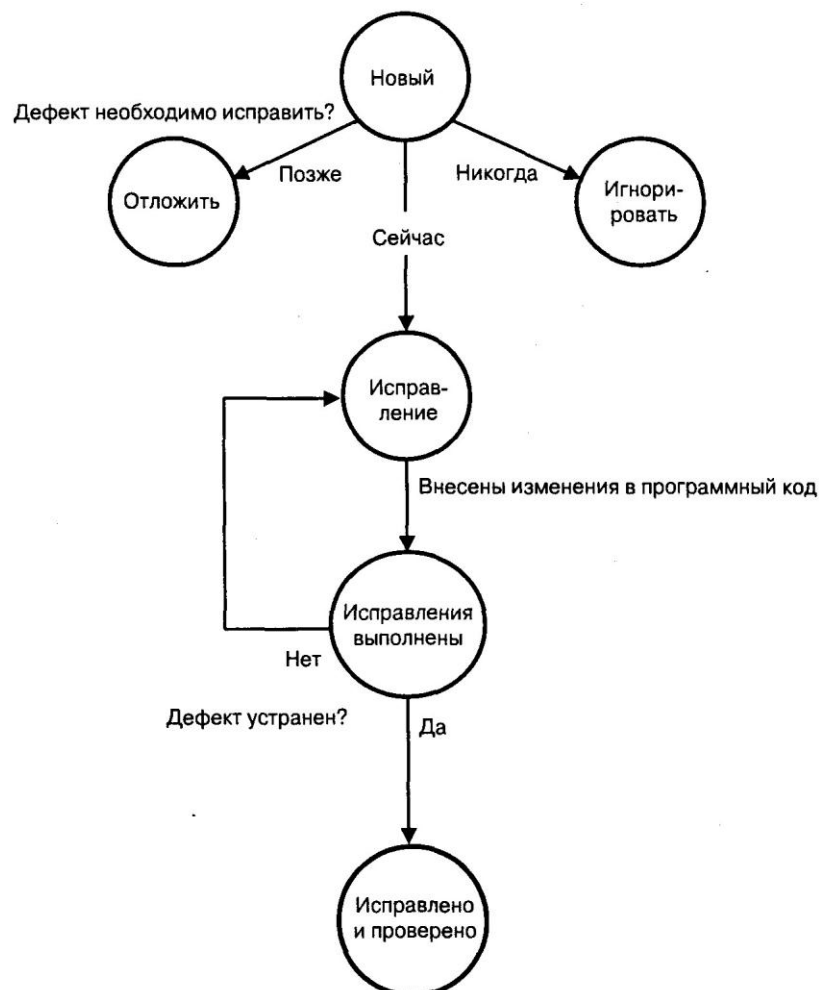 Новый
Дефект необходимо исправить?
Позже
Никогда
Отложить
Игнори-
ровать
Сейчас
Исправ-
ление
Внесены изменения в программный код
Исправления
выполнены
Нет
Дефект устранен?
Да
Исправлено
и проверено